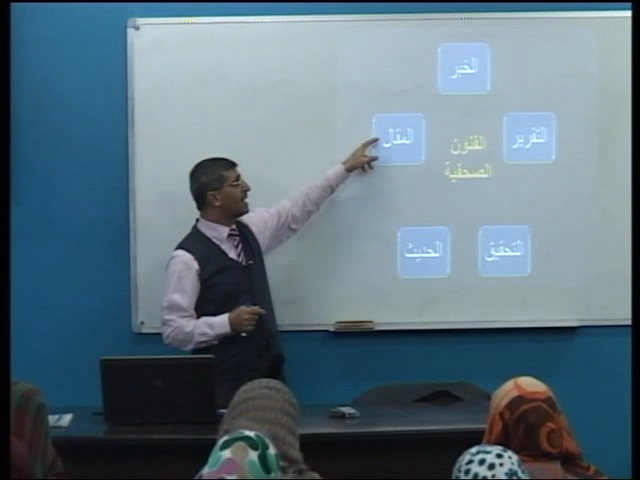 الخبر
التقرير
المقال
الفنون
الصحفية
التحقيق
الحديث